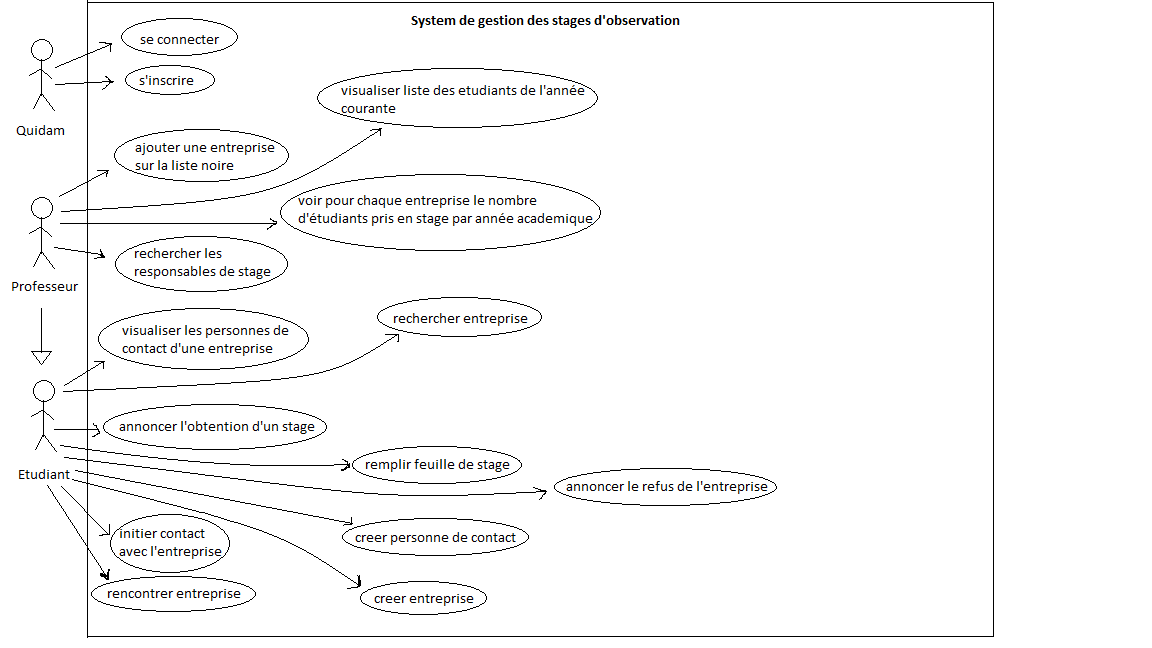 System de gestion des stages d'observation
se connecter
s'inscrire
Quidam
visualiser liste des etudiants de l'année
courante
ajouter une entreprise
sur la liste noire
voir pour chaque entreprise le nombre
d'étudiants pris en stage par année academique
rechercher les
responsables de stage
Professeur
rechercher entreprise
visualiser les personnes de
contact d'une entreprise
annoncer l'obtention d'un stage
remplir feuille de stage
Etudiant
annoncer le refus de l'entreprise
initier contact
avec l'entreprise
creer personne de contact
rencontrer entreprise
creer entreprise